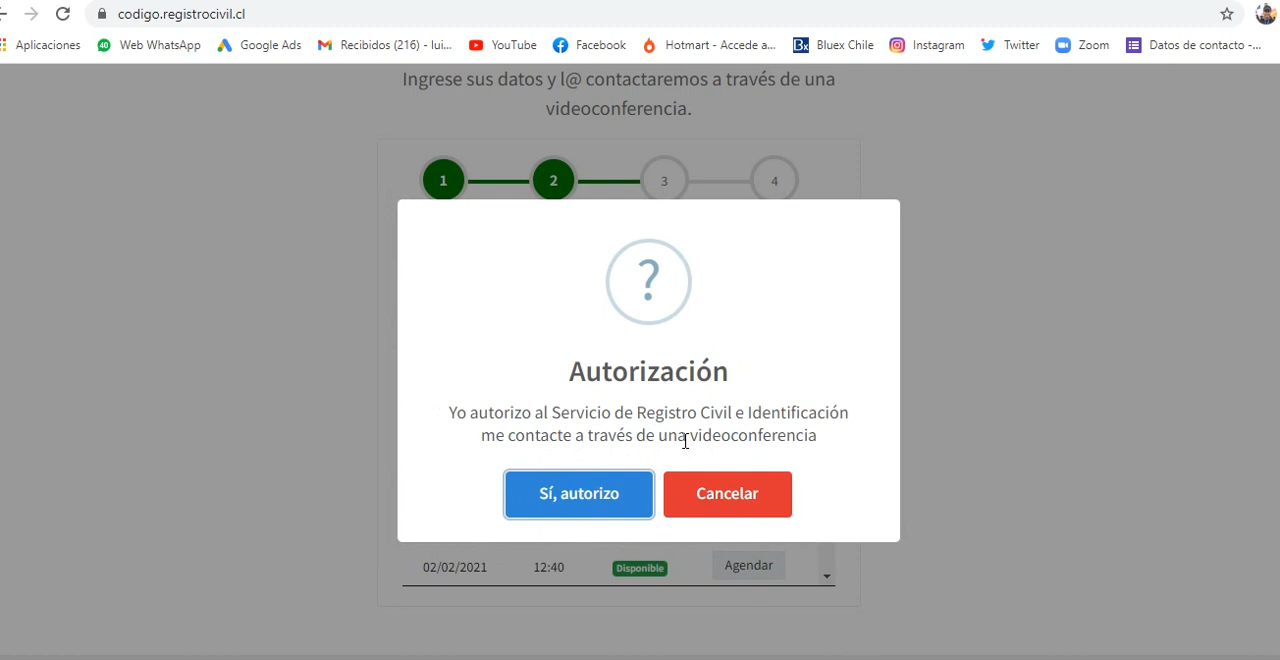 codigo.registrocivil.cl
Aplicaciones 40 Web WhatsApp Google Ads Recibidos (216) - lui... YouTube Facebook Hotmart - Accede a... Bx Bluex Chile Instagram Twitter Zoom Datos de contacto -...
Ingrese sus datos y l@ contactaremos a través de una
videoconferencia.
1 2 3 4
?
Autorización
Yo autorizo al Servicio de Registro Civil e Identificación
me contacte a través de una videoconferencia
Sí, autorizo Cancelar
02/02/2021 12:40 Disponible Agendar